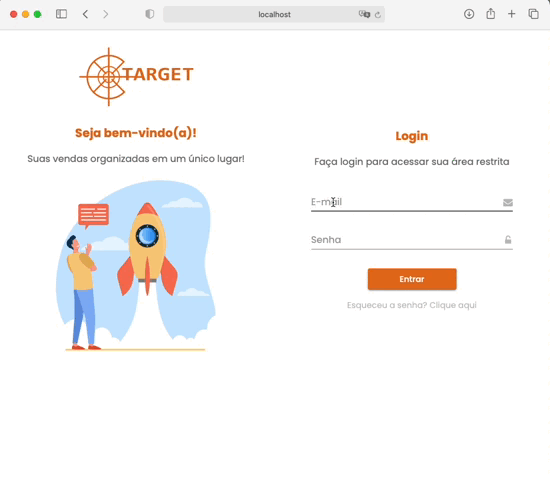 localhost
TARGET
Seja bem-vindo(a)!
Suas vendas organizadas em um único lugar!
Login
Faça login para acessar sua área restrita
E-mail
Senha
Entrar
Esqueceu a senha? Clique aqui